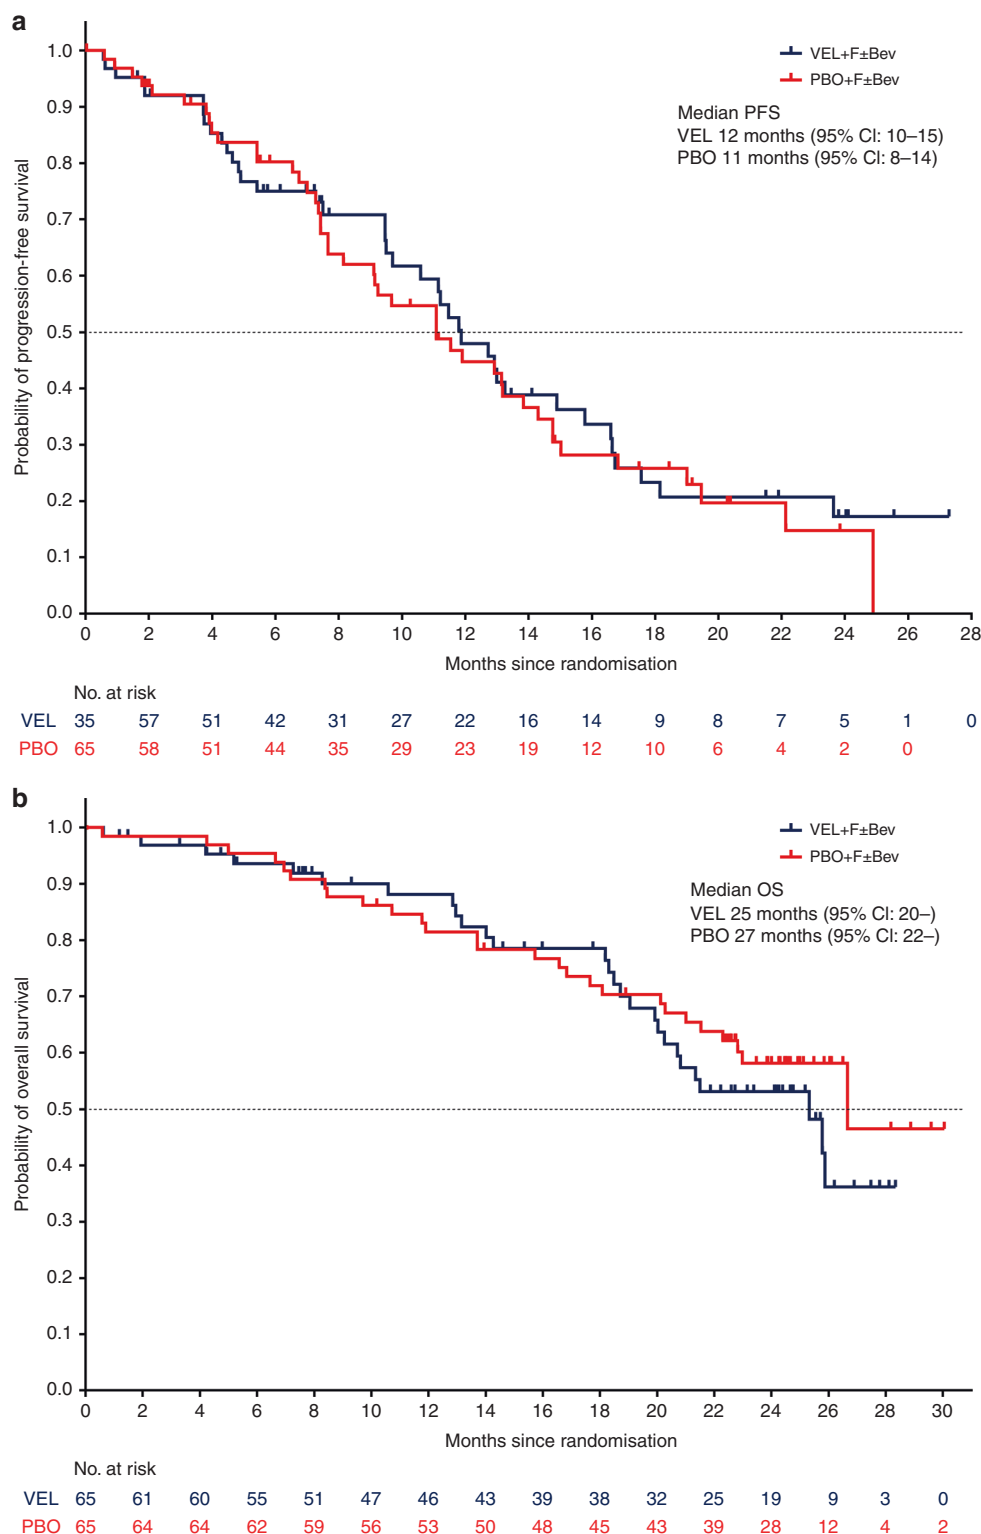 a
VEL+F±Bev
PBO+F±Bev
Median PFS
VEL 12 months (95% CI: 10–15)
PBO 11 months (95% CI: 8–14)
Probability of progression-free survival
1.0
0.9
0.8
0.7
0.6
0.5
0.4
0.3
0.2
0.1
0.0
0 2 4 6 8 10 12 14 16 18 20 22 24 26 28
Months since randomisation
No. at risk
VEL 35 57 51 42 31 27 22 16 14 9 8 7 5 1 0
PBO 65 58 51 44 35 29 23 19 12 10 6 4 2 0
b
VEL+F±Bev
PBO+F±Bev
Median OS
VEL 25 months (95% CI: 20–)
PBO 27 months (95% CI: 22–)
Probability of overall survival
1.0
0.9
0.8
0.7
0.6
0.5
0.4
0.3
0.2
0.1
0.0
0 2 4 6 8 10 12 14 16 18 20 22 24 26 28 30
Months since randomisation
No. at risk
VEL 65 61 60 55 51 47 46 43 39 38 32 25 19 9 3 0
PBO 65 64 64 62 59 56 53 50 48 45 43 39 28 12 4 2